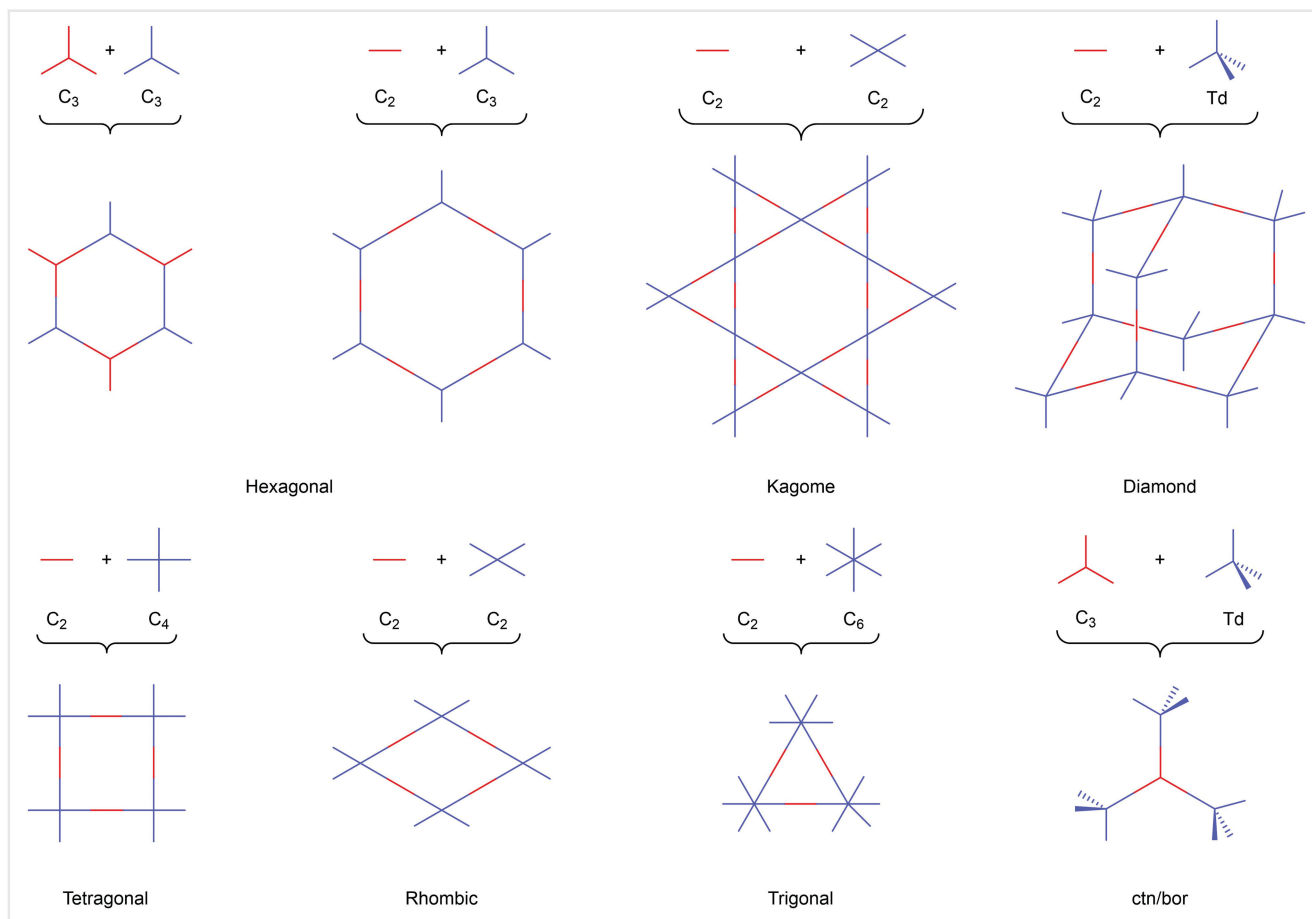 + + + +
C₃ C₃ C₂ C₃ C₂ C₂ C₂ Td
Hexagonal Kagome Diamond
+ + + +
C₂ C₄ C₂ C₂ C₂ C₆ C₃ Td
Tetragonal Rhombic Trigonal ctn/bor